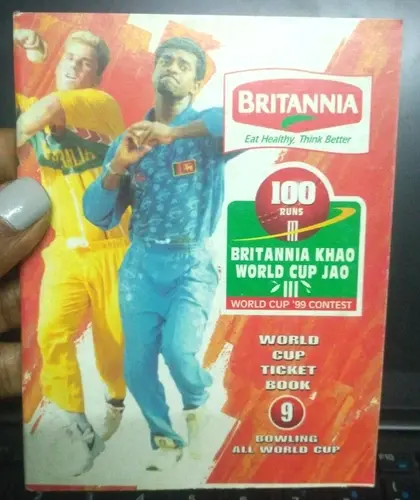 BRITANNIA
Eat Healthy, Think Better
100
RUNS
BRITANNIA KHAO
WORLD CUP JAO
WORLD CUP '99 CONTEST
WORLD
CUP
TICKET
BOOK
9
BOWLING
ALL WORLD CUP